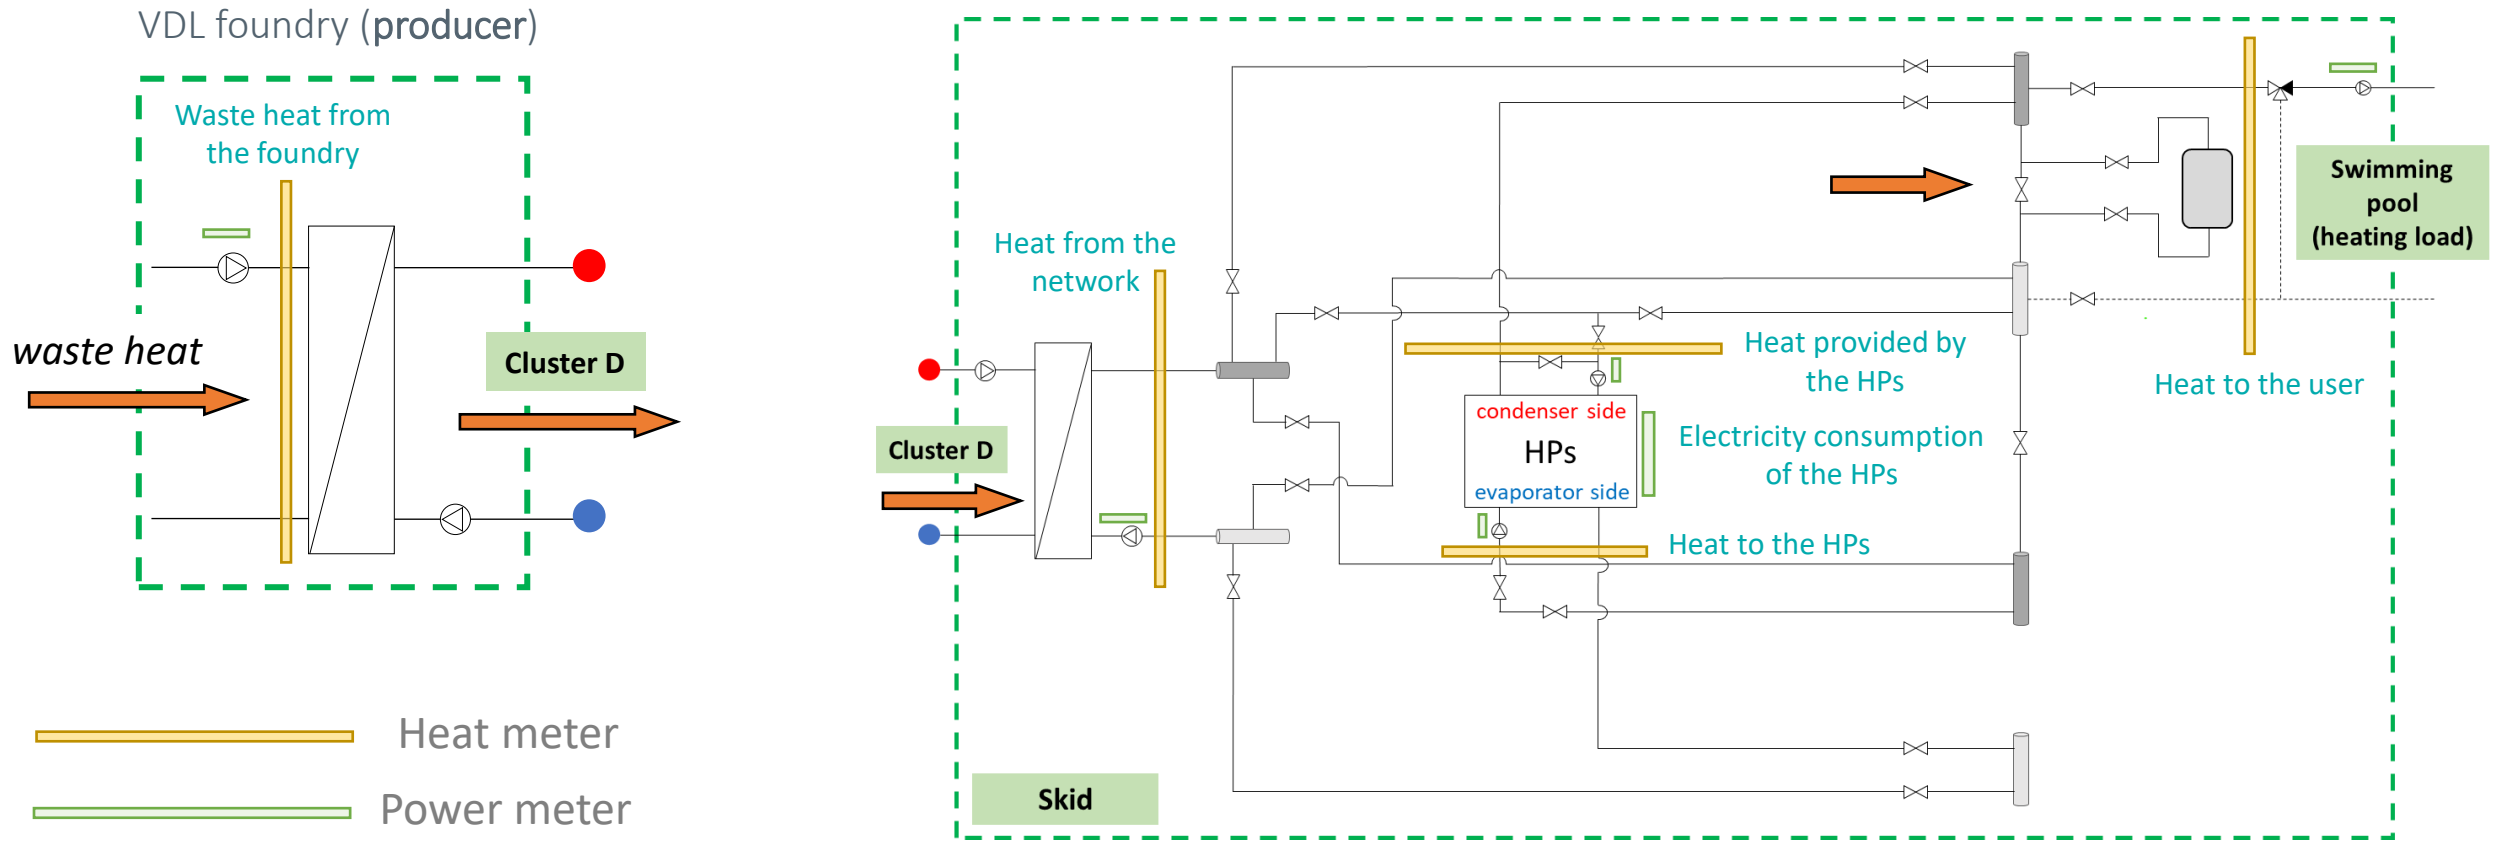 VDL foundry (producer)
Waste heat from
the foundry
waste heat
Cluster D
Heat meter
Power meter
Heat from the
network
Cluster D
Skid
condenser side
HPs
evaporator side
Heat provided by
the HPs
Electricity consumption
of the HPs
Heat to the HPs
Swimming
pool
(heating load)
Heat to the user